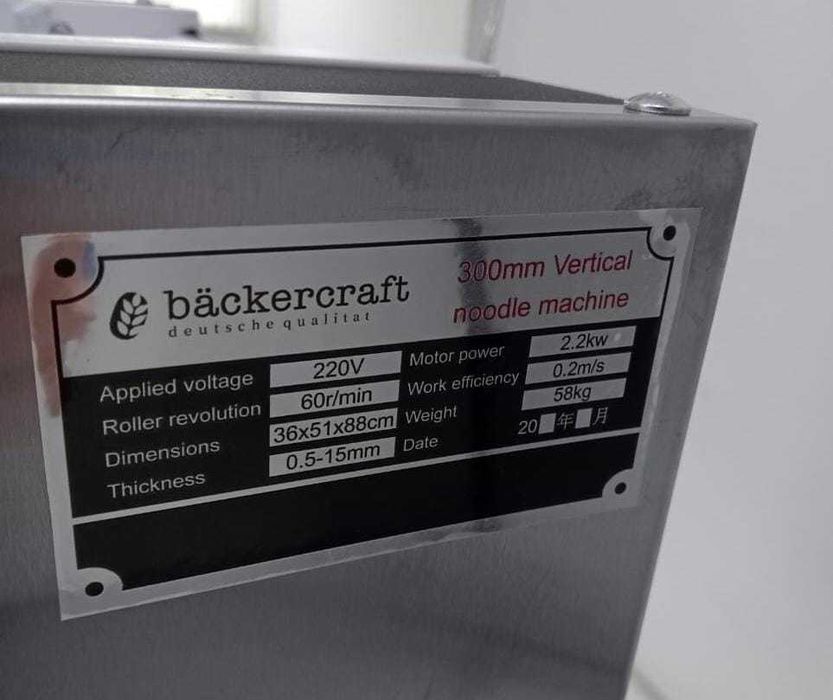 bäckercraft
deutsche qualitat
300mm Vertical
noodle machine
Applied voltage 220V
Roller revolution 60r/min
Dimensions 36x51x88cm
Thickness 0.5-15mm
Motor power 2.2kw
Work efficiency 0.2m/s
Weight 58kg
Date 20 年 月